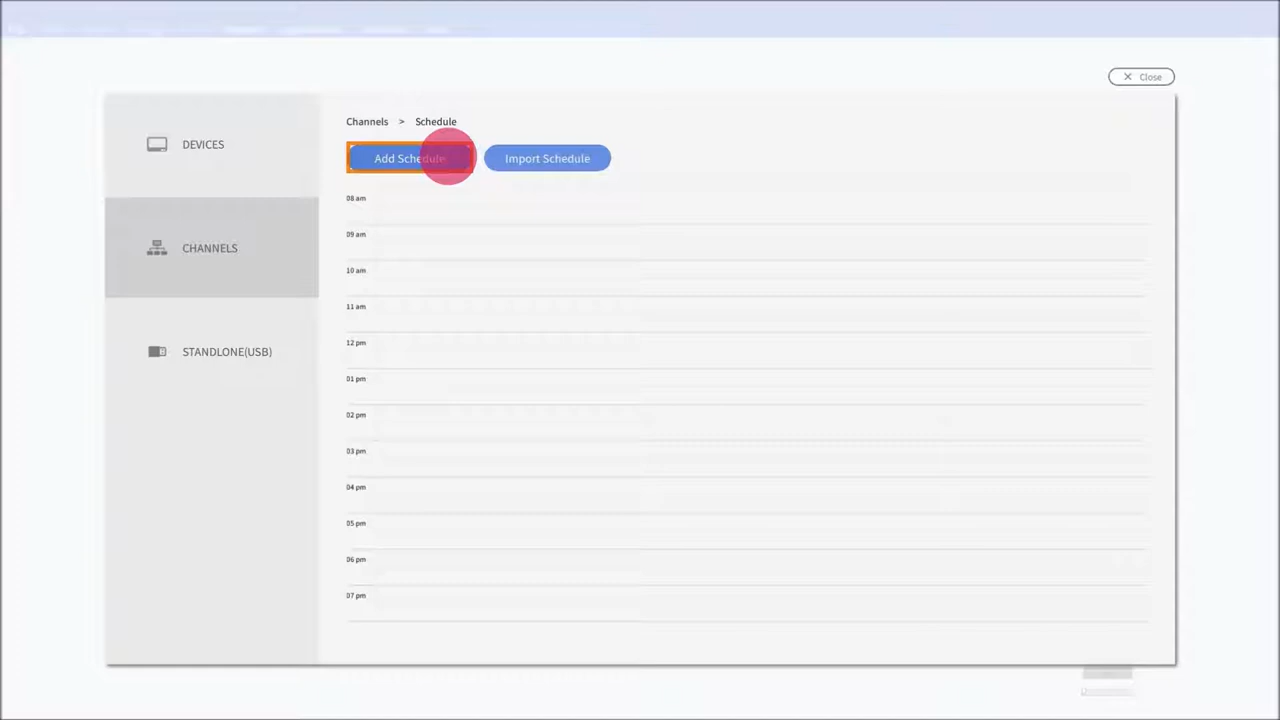 Close
Channels > Schedule
Add Schedule Import Schedule
DEVICES
CHANNELS
STANDLONE(USB)
08 am
09 am
10 am
11 am
12 pm
01 pm
02 pm
03 pm
04 pm
05 pm
06 pm
07 pm